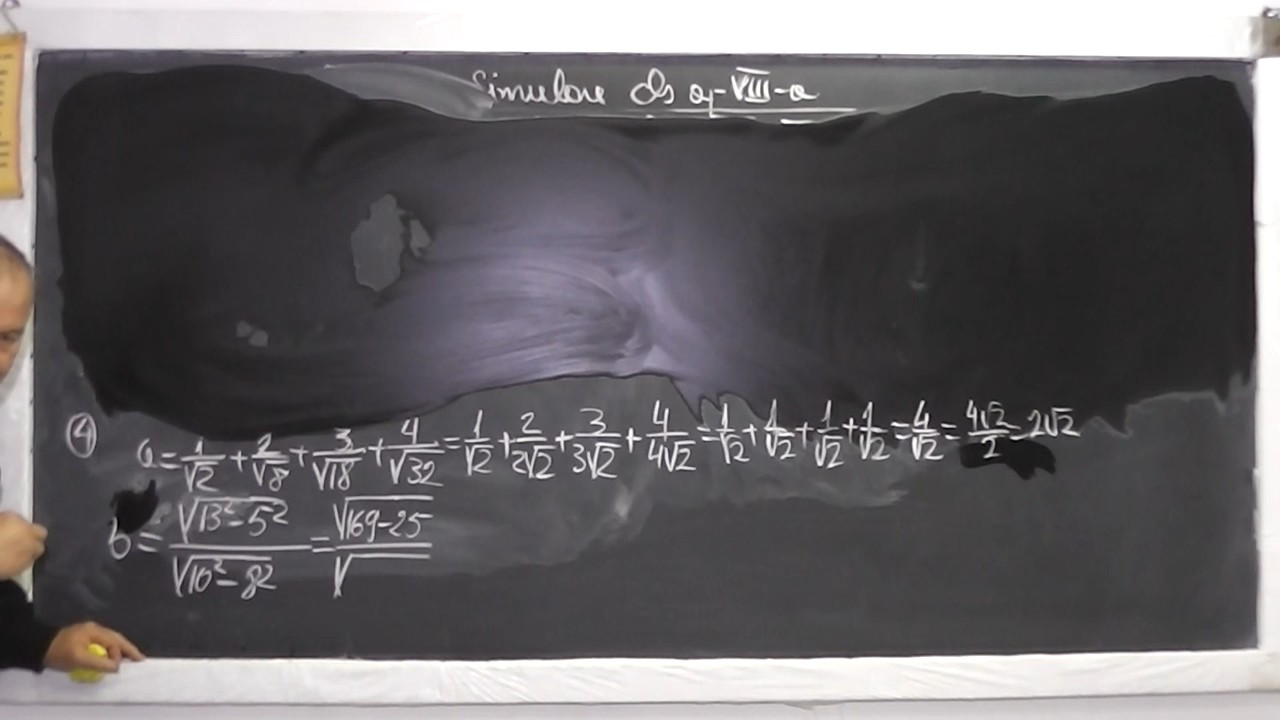 Simulare cls a-VIII-a
④ a=1/√2+2/√8+3/√18+4/√32=1/√2+2/2√2+3/3√2+4/4√2=1/√2+1/√2+1/√2+1/√2=4/√2=4√2/2=2√2
b=√13²-5²/√10²-8²=√169-25/√